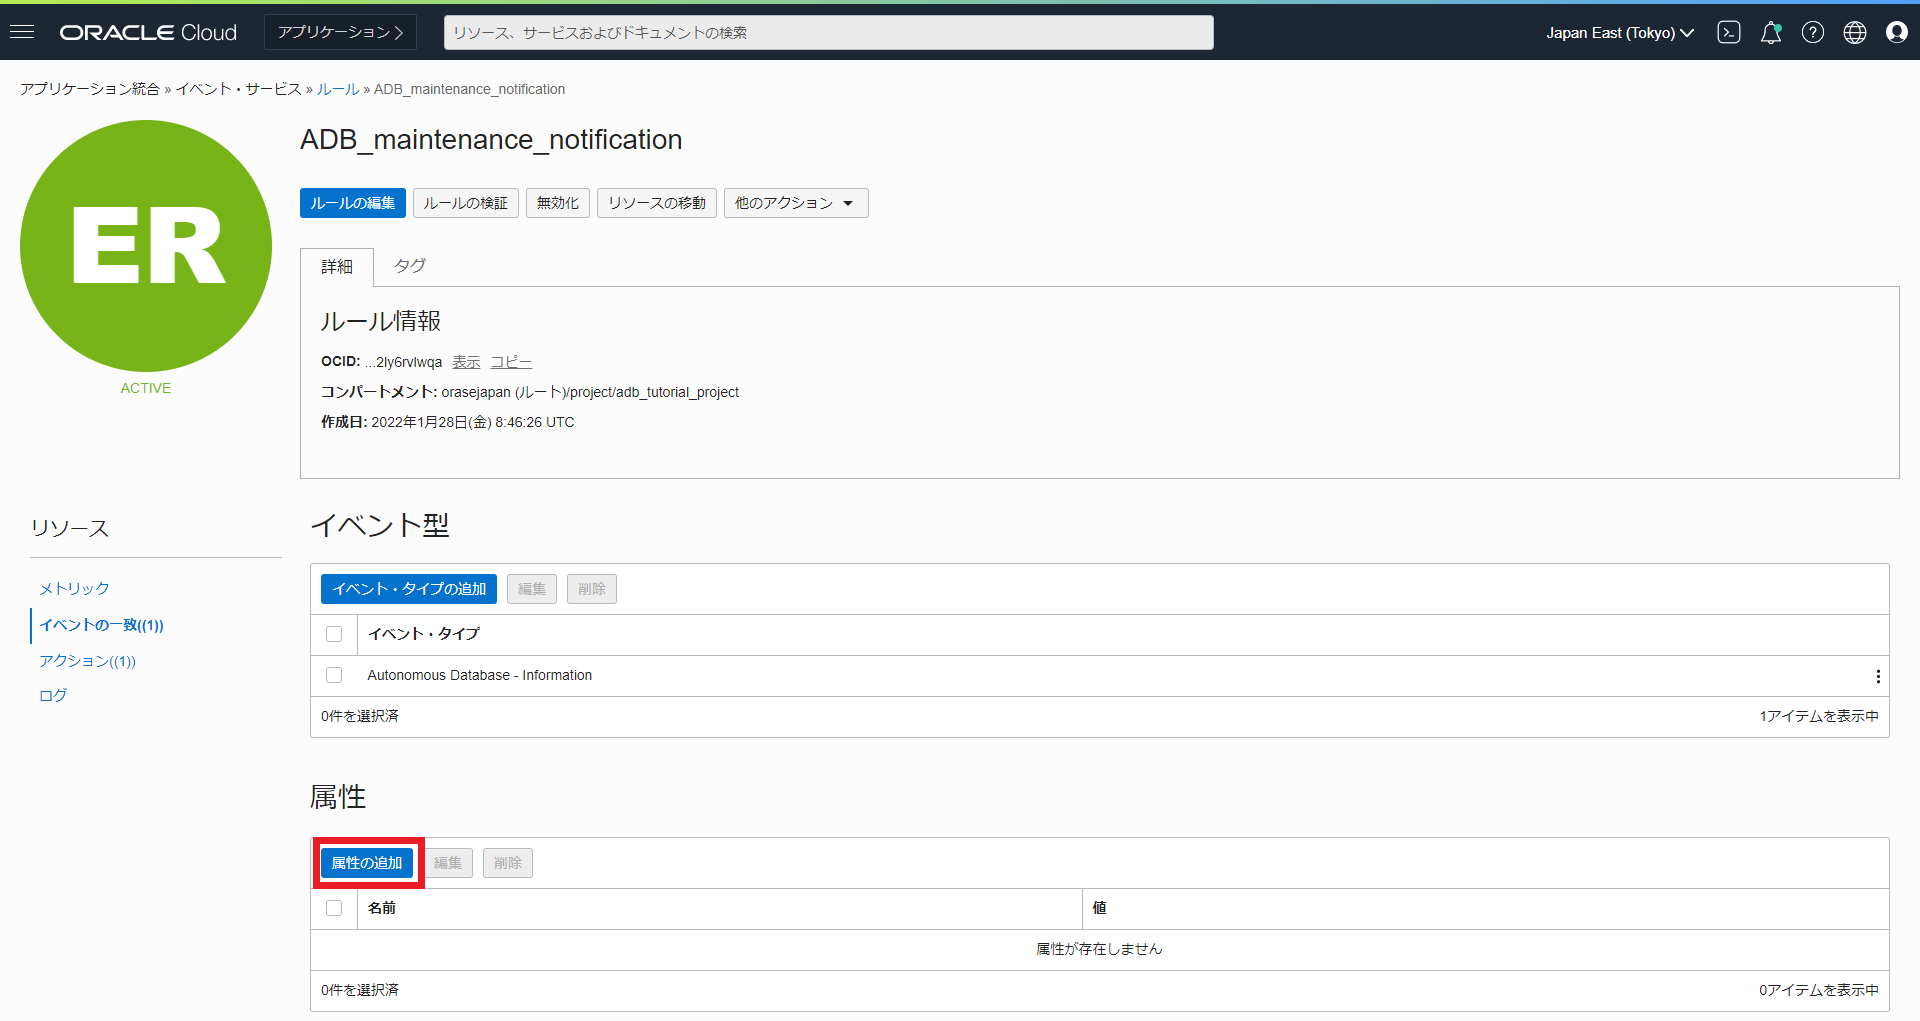 ORACLE Cloud
アプリケーション
リソース、サービスおよびドキュメントの検索
Japan East (Tokyo)
アプリケーション統合 » イベント・サービス » ルール » ADB_maintenance_notification
ER
ACTIVE
ADB_maintenance_notification
ルールの編集 ルールの検証 無効化 リソースの移動 他のアクション
詳細 タグ
ルール情報
OCID: ...2ly6rvlwqa 表示 コピー
コンパートメント: orasejapan (ルート)/project/adb_tutorial_project
作成日: 2022年1月28日(金) 8:46:26 UTC
リソース
メトリック
イベントの一致((1))
アクション((1))
ログ
イベント型
イベント・タイプの追加 編集 削除
イベント・タイプ
Autonomous Database - Information
0件を選択済 1アイテムを表示中
属性
属性の追加 編集 削除
名前 値
属性が存在しません
0件を選択済 0アイテムを表示中